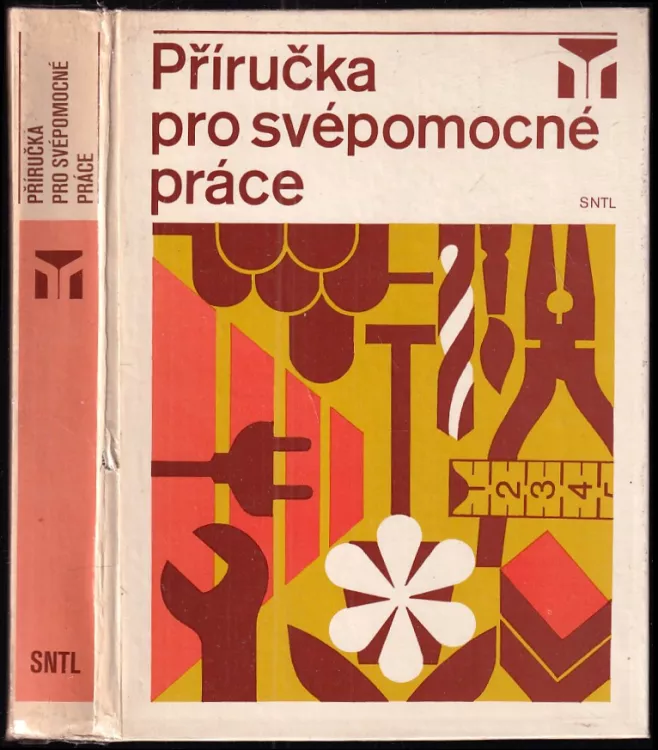 Příručka
pro svépomocné
práce
SNTL
1 2 3 4
PŘÍRUČKA
PRO SVÉPOMOCNÉ
PRÁCE
SNTL